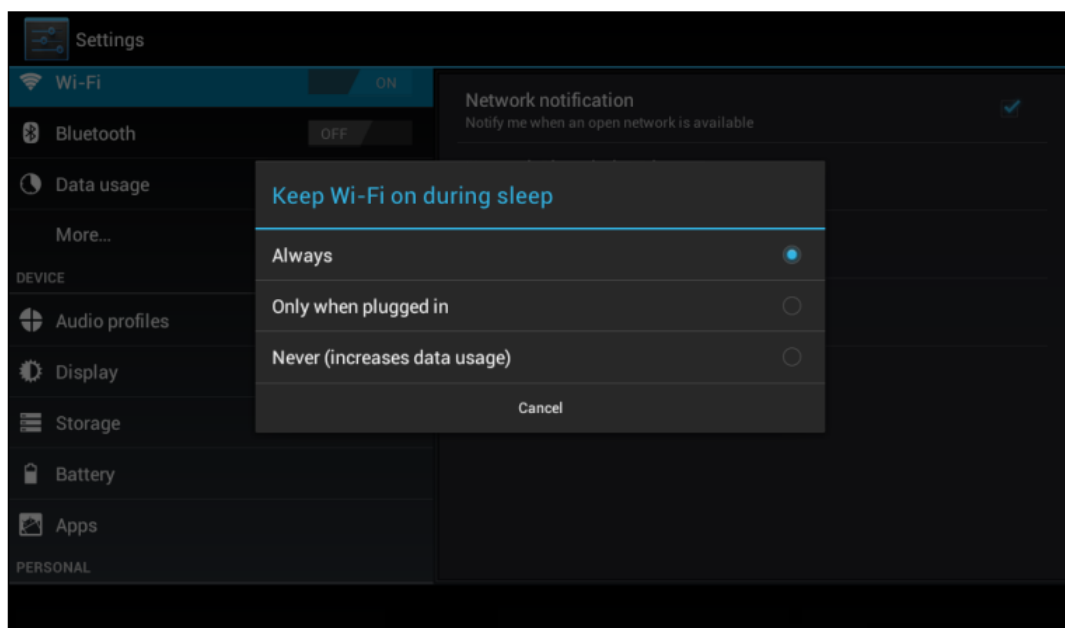 Settings
Wi-Fi ON
Bluetooth OFF
Data usage
More...
DEVICE
Audio profiles
Display
Storage
Battery
Apps
PERSONAL
Network notification
Notify me when an open network is available
Keep Wi-Fi on during sleep
Always
Only when plugged in
Never (increases data usage)
Cancel